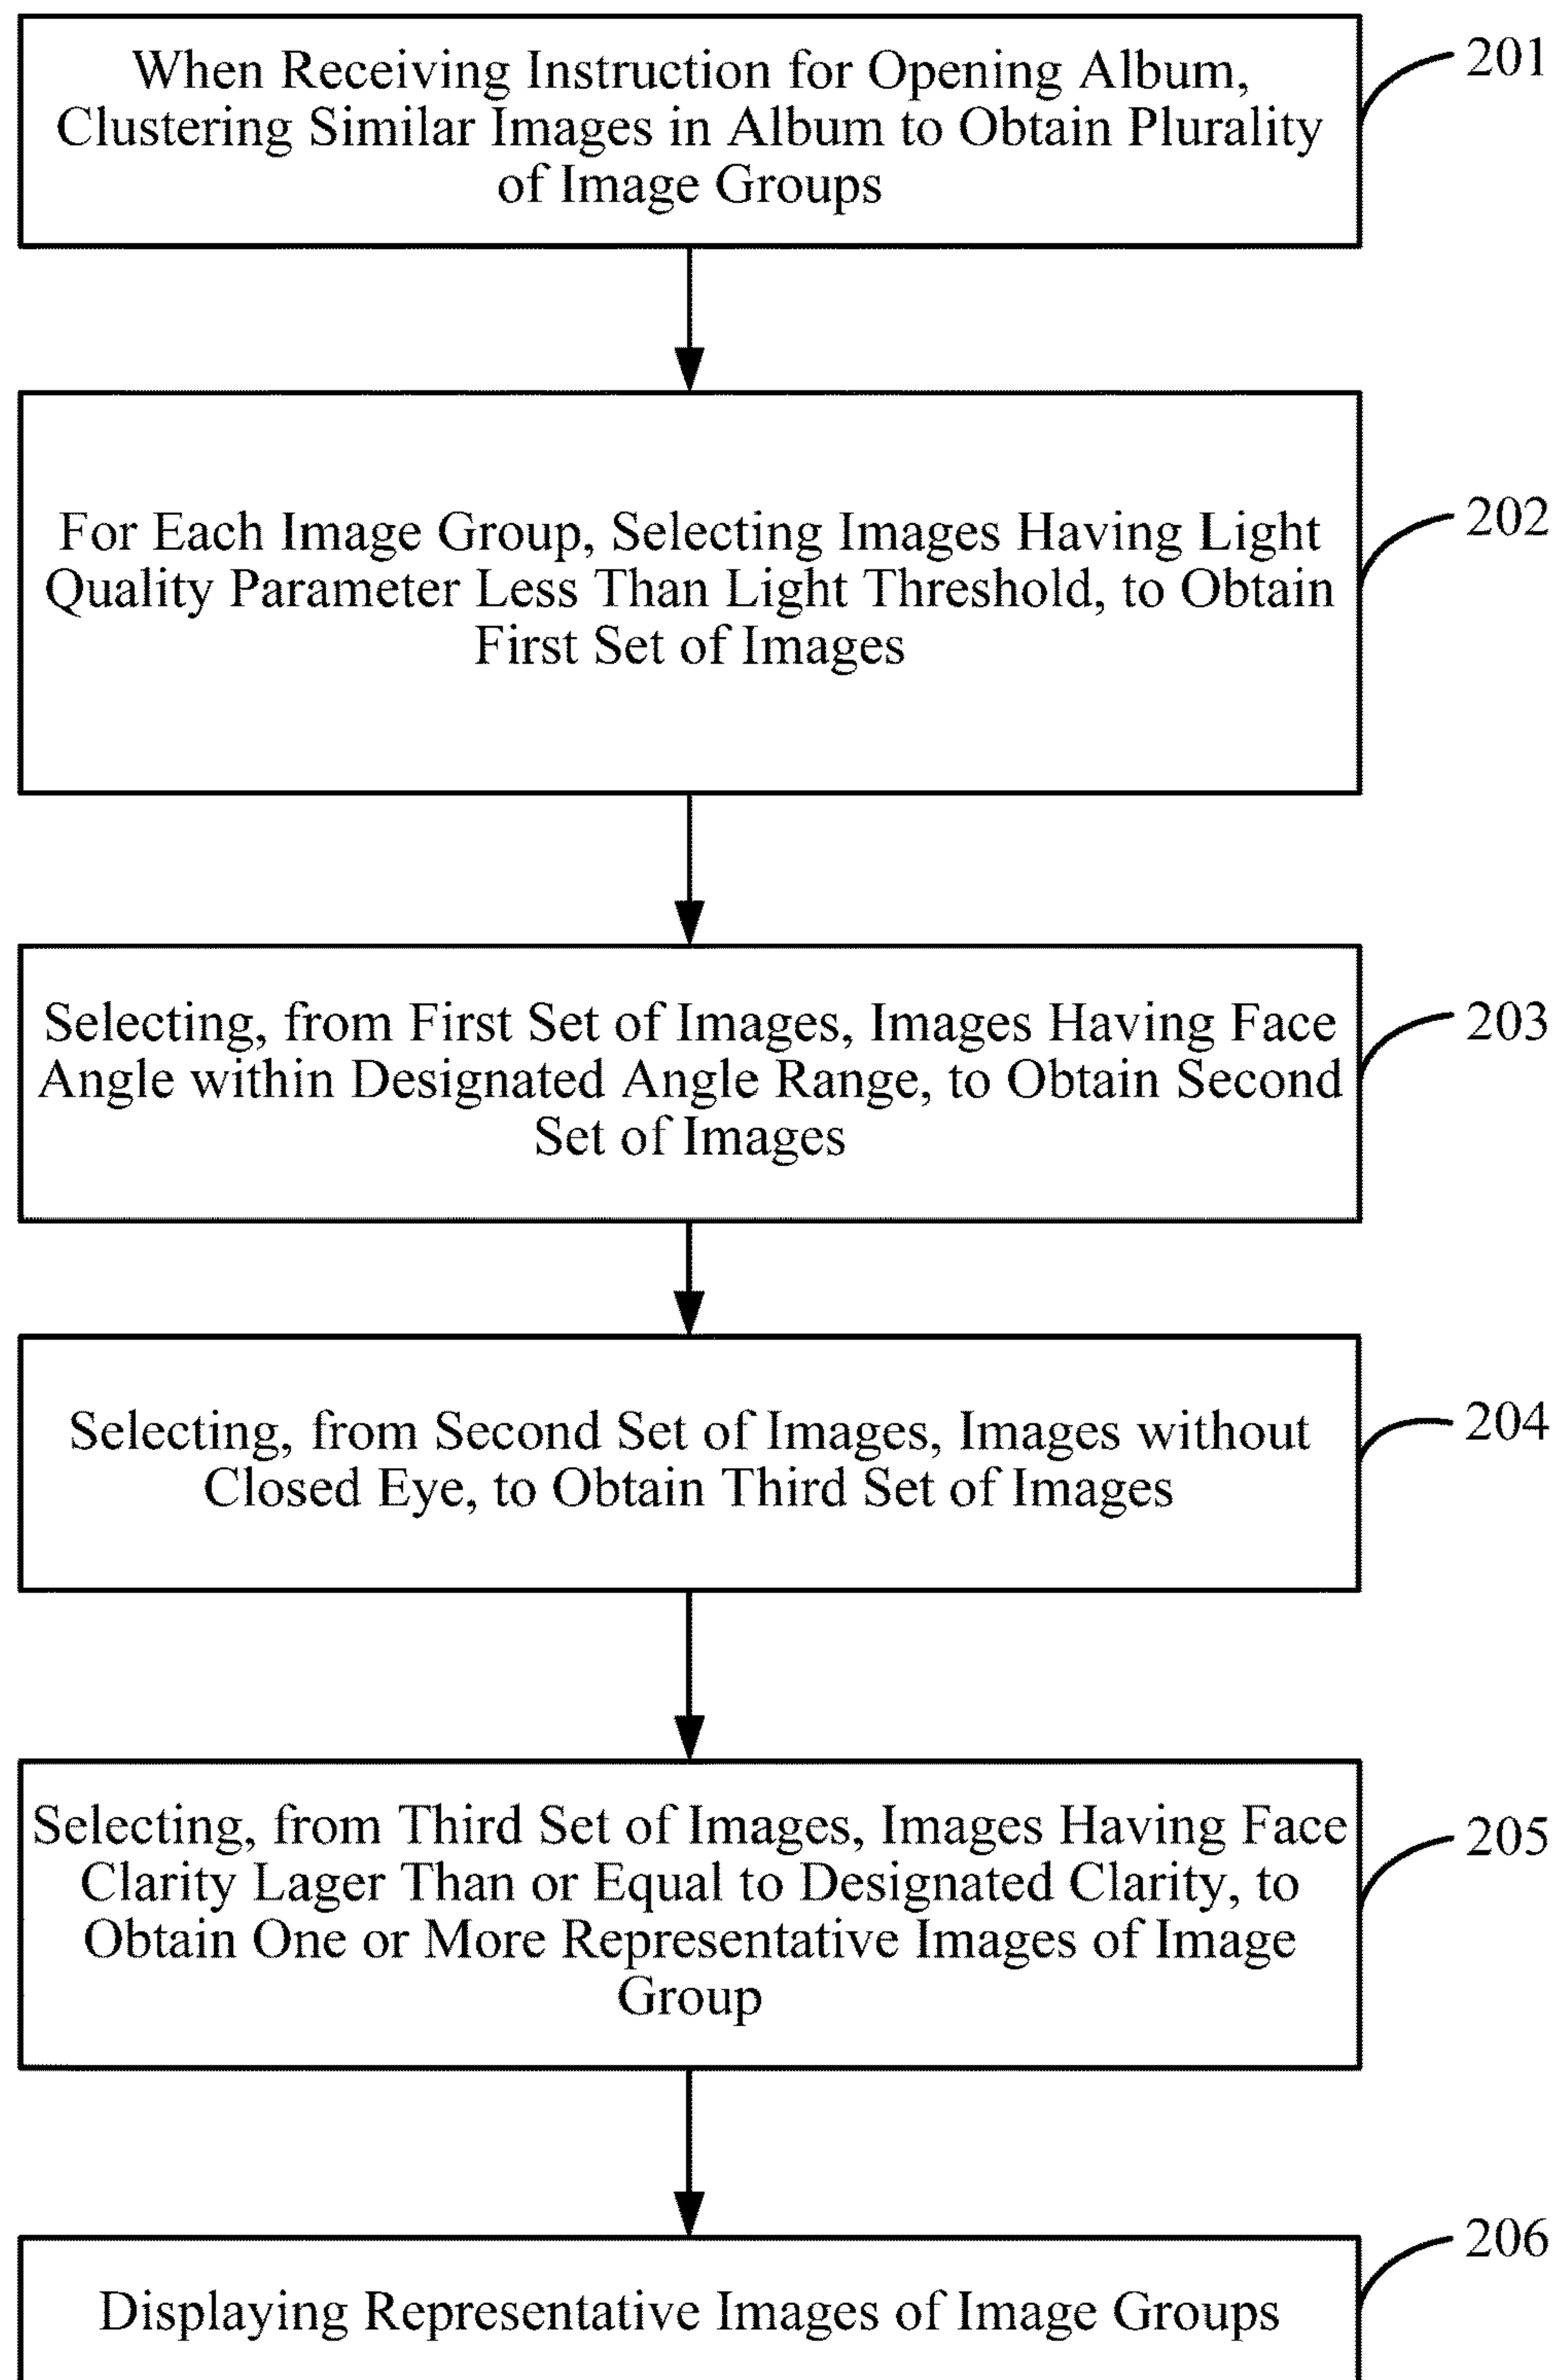 When Receiving Instruction for Opening Album,
Clustering Similar Images in Album to Obtain Plurality
of Image Groups
201
For Each Image Group, Selecting Images Having Light
Quality Parameter Less Than Light Threshold, to Obtain
First Set of Images
202
Selecting, from First Set of Images, Images Having Face
Angle within Designated Angle Range, to Obtain Second
Set of Images
203
Selecting, from Second Set of Images, Images without
Closed Eye, to Obtain Third Set of Images
204
Selecting, from Third Set of Images, Images Having Face
Clarity Lager Than or Equal to Designated Clarity, to
Obtain One or More Representative Images of Image
Group
205
Displaying Representative Images of Image Groups
206